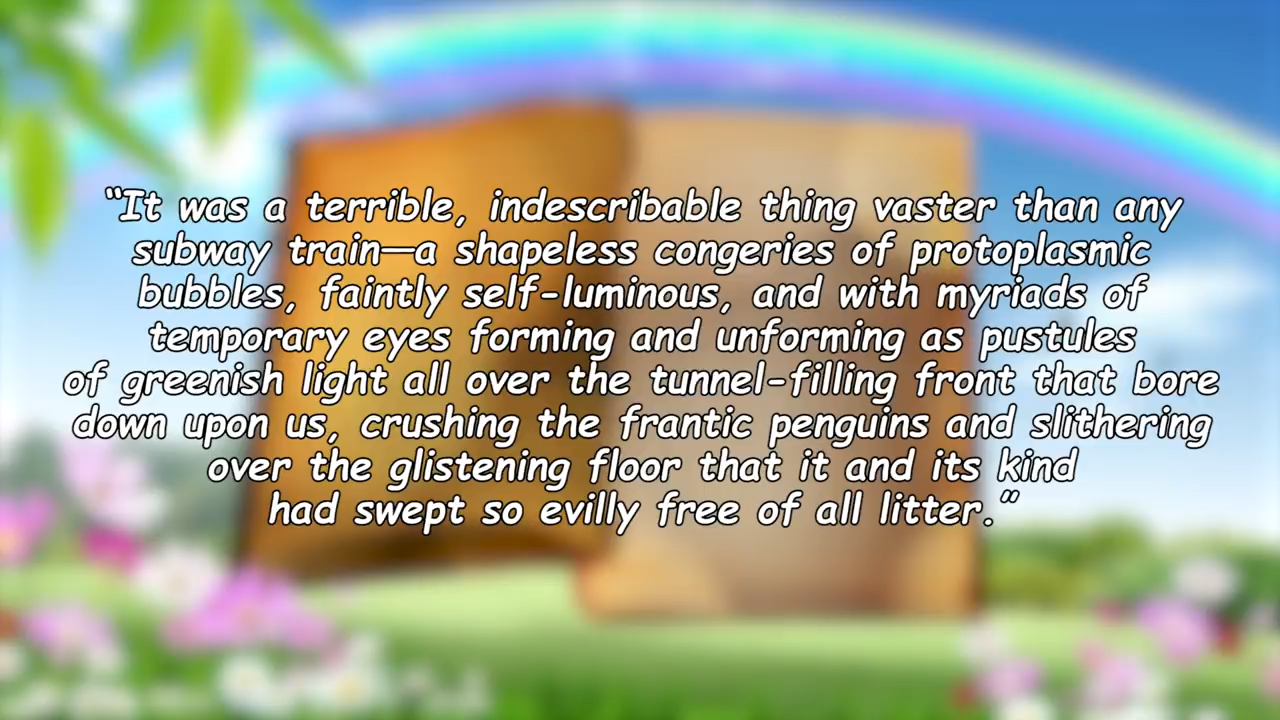 “It was a terrible, indescribable thing vaster than any
subway train—a shapeless congeries of protoplasmic
bubbles, faintly self-luminous, and with myriads of
temporary eyes forming and unforming as pustules
of greenish light all over the tunnel-filling front that bore
down upon us, crushing the frantic penguins and slithering
over the glistening floor that it and its kind
had swept so evilly free of all litter.”